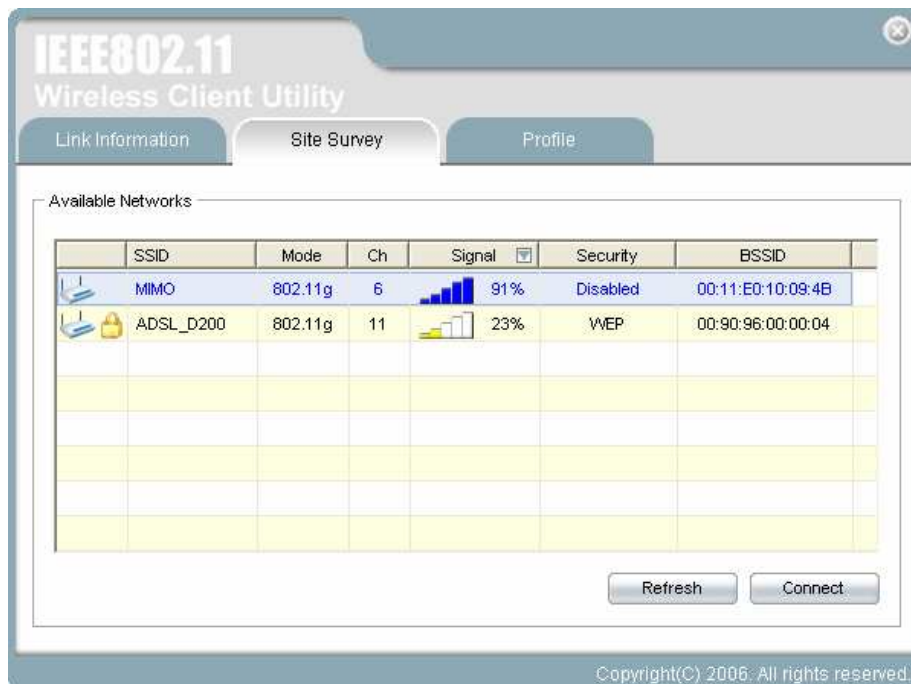 IEEE802.11
Wireless Client Utility
Link Information Site Survey Profile
Available Networks
SSID Mode Ch Signal Security BSSID
MIMO 802.11g 6 91% Disabled 00:11:E0:10:09:4B
ADSL_D200 802.11g 11 23% WEP 00:90:96:00:00:04
Refresh Connect
Copyright(C) 2006. All rights reserved.